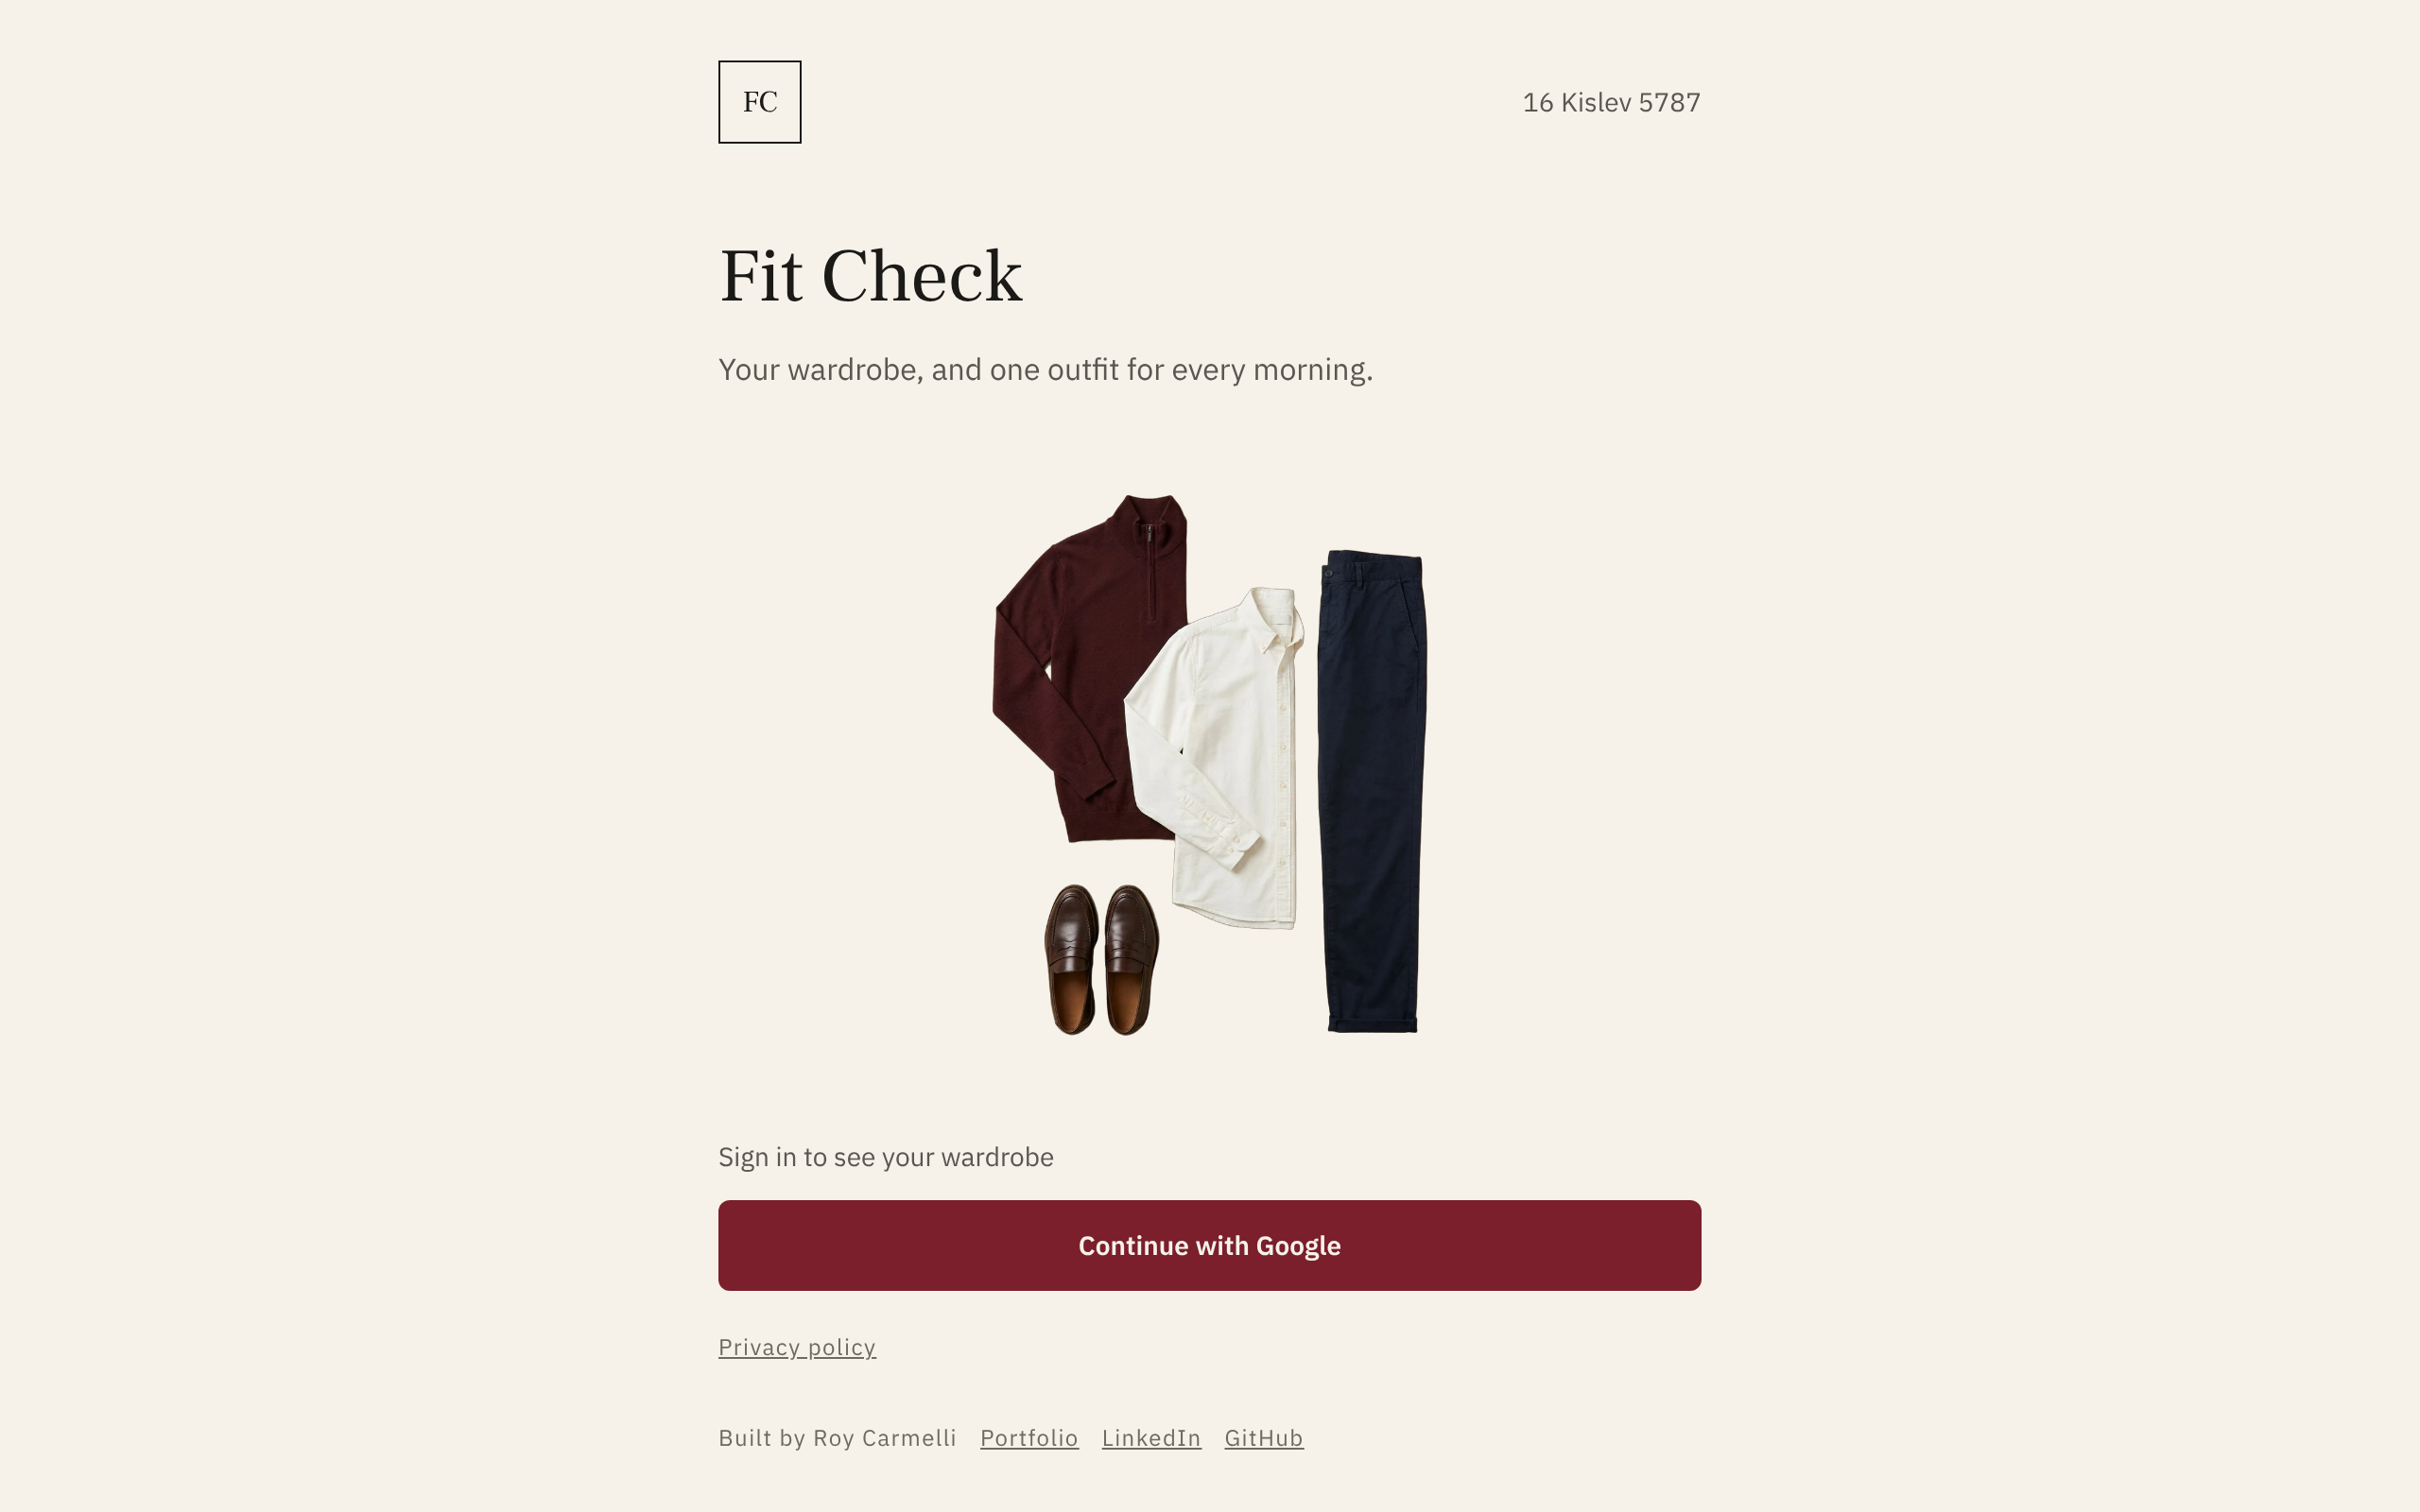 FC
16 Kislev 5787
Fit Check
Your wardrobe, and one outfit for every morning.
Sign in to see your wardrobe
Continue with Google
Privacy policy
Built by Roy Carmelli Portfolio LinkedIn GitHub